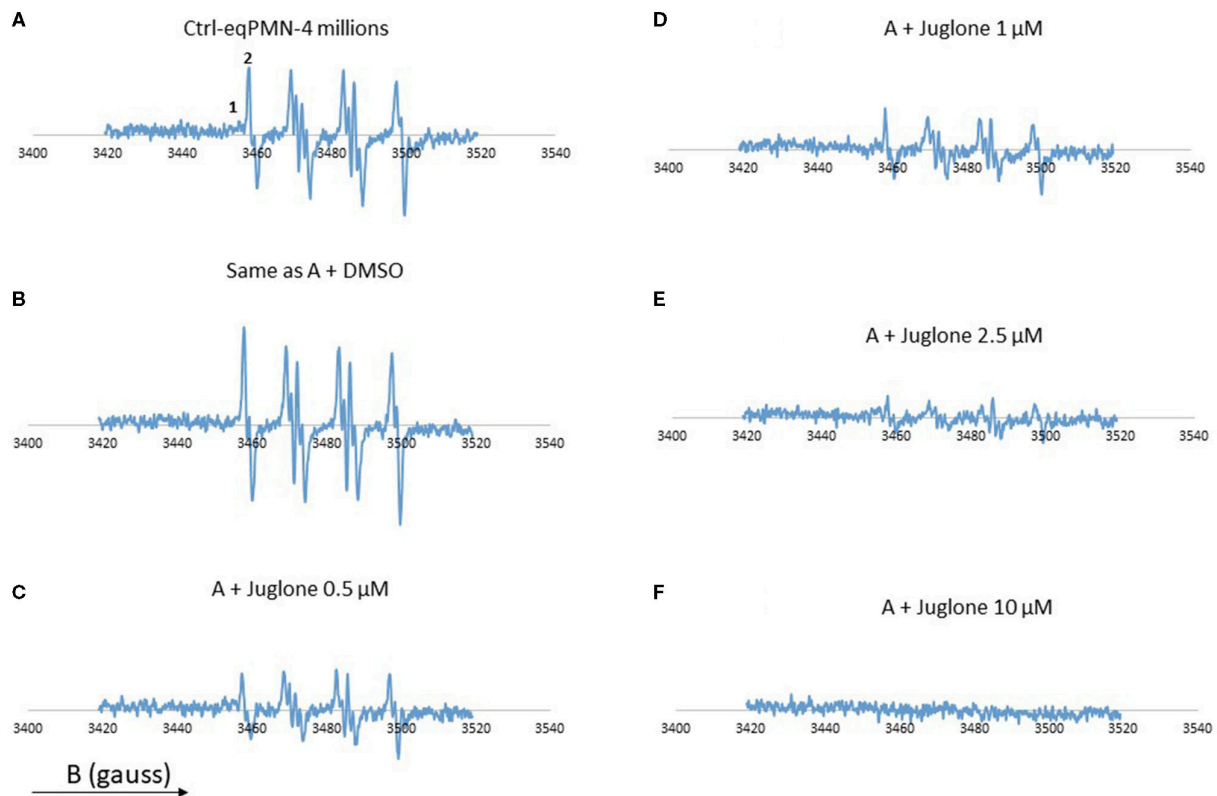 A
Ctrl-eqPMN-4 millions
1
2
3400 3420 3440 3460 3480 3500 3520 3540
Same as A + DMSO
B
3400 3420 3440 3460 3480 3500 3520 3540
C
A + Juglone 0.5 µM
3400 3420 3440 3460 3480 3500 3520 3540
B (gauss)
D
A + Juglone 1 µM
3400 3420 3440 3460 3480 3500 3520 3540
E
A + Juglone 2.5 µM
3400 3420 3440 3460 3480 3500 3520 3540
F
A + Juglone 10 µM
3400 3420 3440 3460 3480 3500 3520 3540